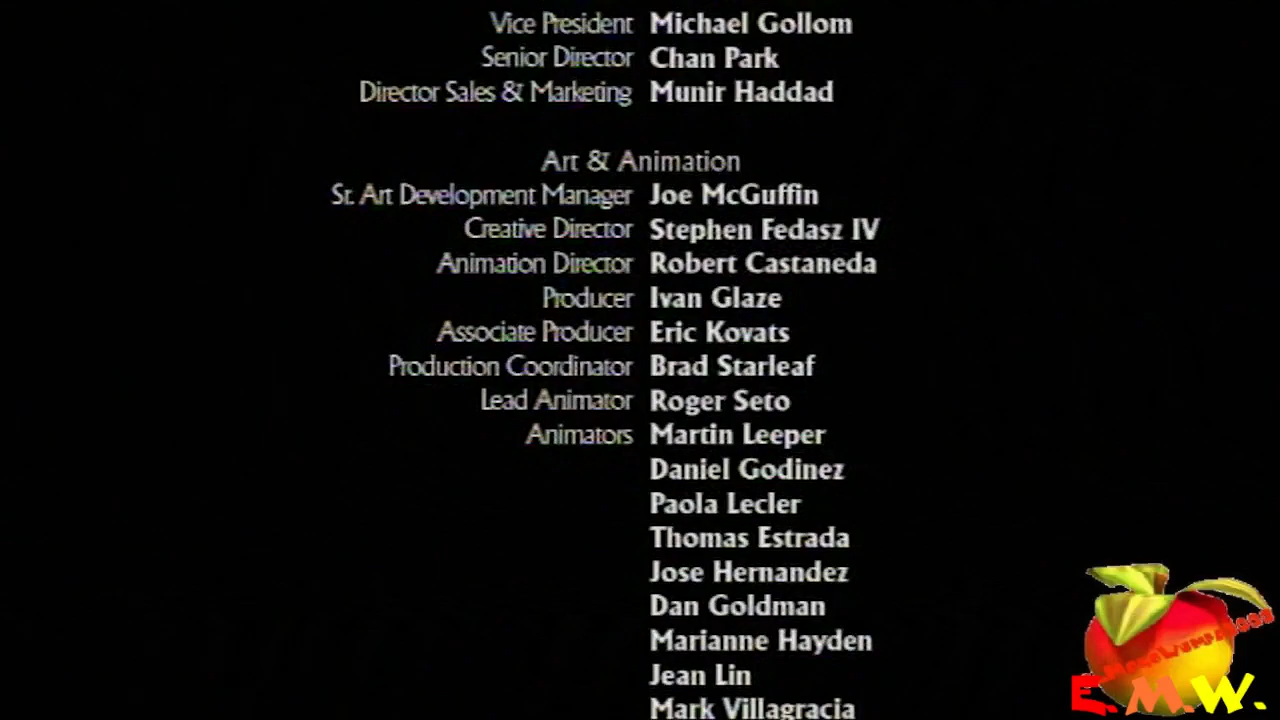 Vice President Michael Gollom
Senior Director Chan Park
Director Sales & Marketing Munir Haddad
Art & Animation
Sr. Art Development Manager Joe McGuffin
Creative Director Stephen Fedasz IV
Animation Director Robert Castaneda
Producer Ivan Glaze
Associate Producer Eric Kovats
Production Coordinator Brad Starleaf
Lead Animator Roger Seto
Animators Martin Leeper
Daniel Godinez
Paola Lecler
Thomas Estrada
Jose Hernandez
Dan Goldman
Marianne Hayden
Jean Lin
Mark Villagracia
E.M.W.